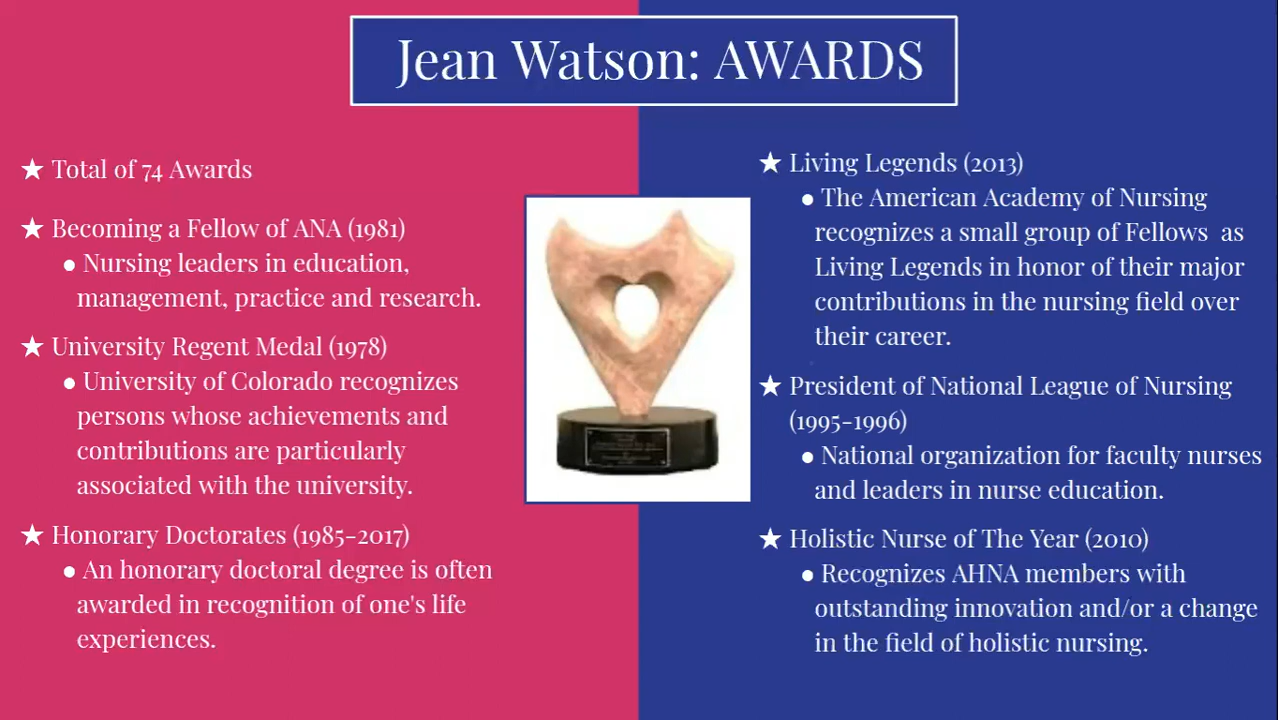 Jean Watson: AWARDS
★ Total of 74 Awards
★ Becoming a Fellow of ANA (1981)
● Nursing leaders in education,
management, practice and research.
★ University Regent Medal (1978)
● University of Colorado recognizes
persons whose achievements and
contributions are particularly
associated with the university.
★ Honorary Doctorates (1985-2017)
● An honorary doctoral degree is often
awarded in recognition of one's life
experiences.
★ Living Legends (2013)
● The American Academy of Nursing
recognizes a small group of Fellows as
Living Legends in honor of their major
contributions in the nursing field over
their career.
★ President of National League of Nursing
(1995-1996)
● National organization for faculty nurses
and leaders in nurse education.
★ Holistic Nurse of The Year (2010)
● Recognizes AHNA members with
outstanding innovation and/or a change
in the field of holistic nursing.